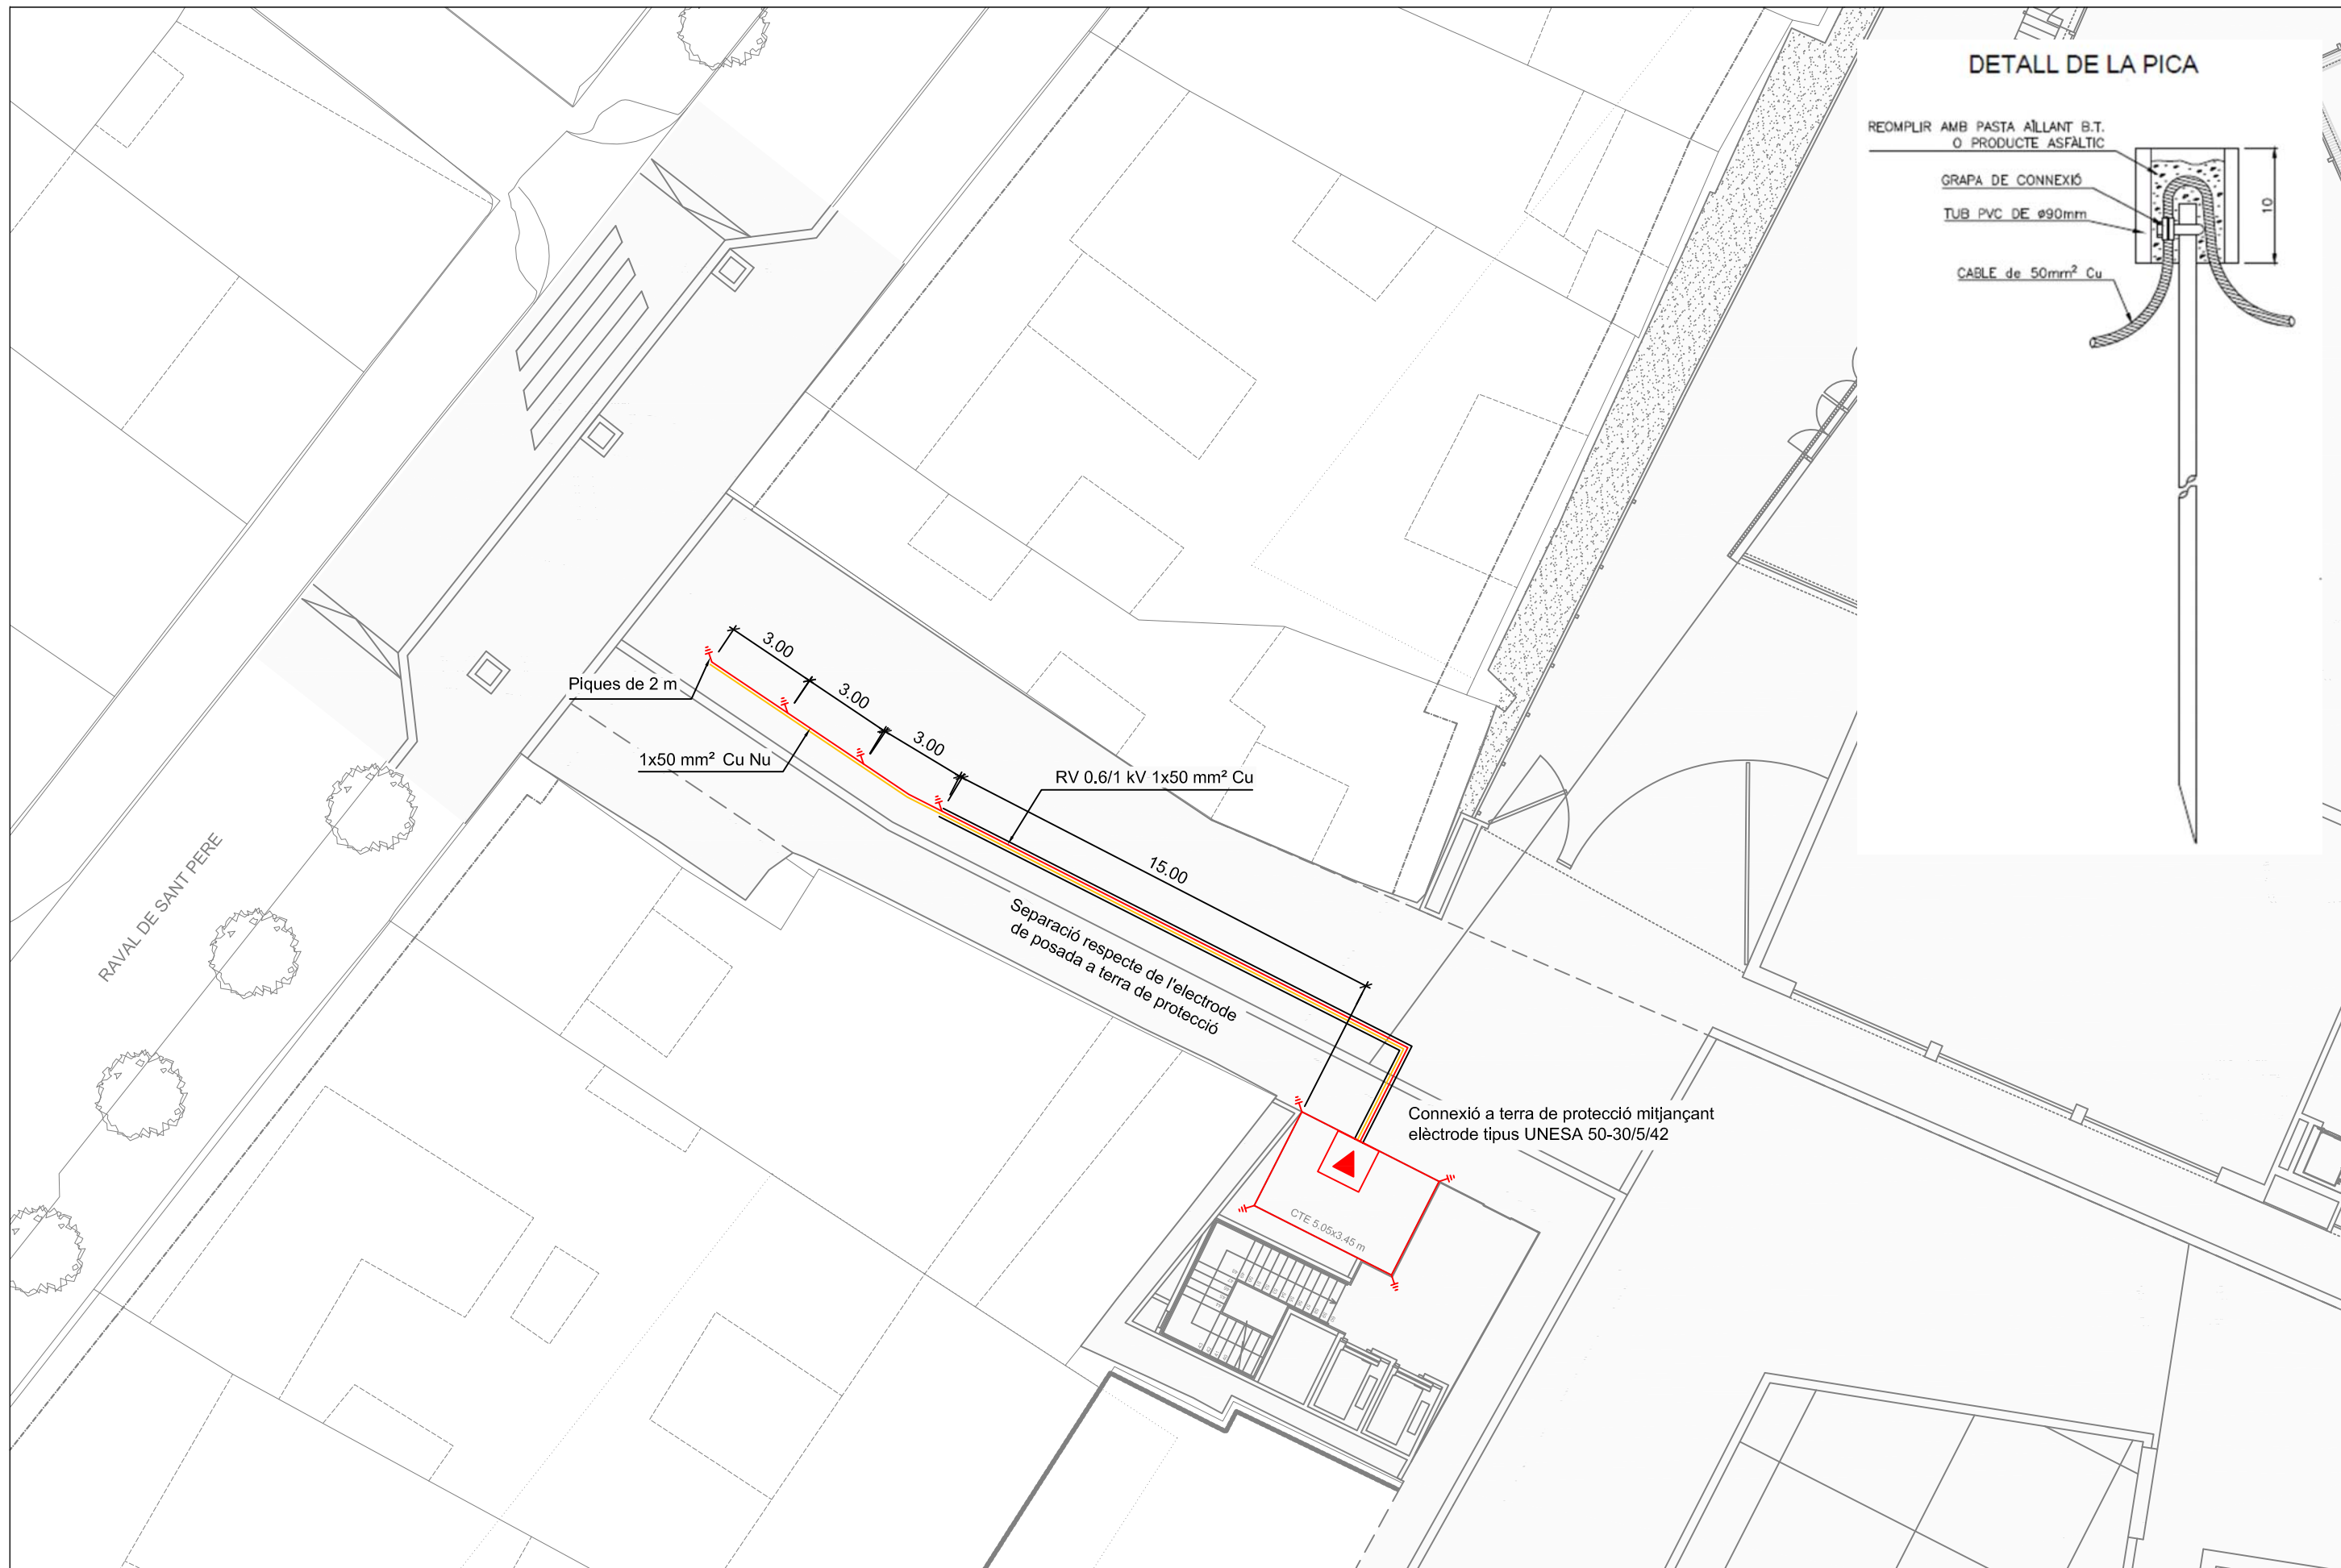 DETALL DE LA PICA
REOMPLIR AMB PASTA AÏLLANT B.T.
O PRODUCTE ASFÀLTIC
GRAPA DE CONNEXIÓ
TUB PVC DE ø90mm
CABLE de 50mm² Cu
10
3.00
3.00
3.00
Piques de 2 m
1x50 mm² Cu Nu
RV 0.6/1 kV 1x50 mm² Cu
15.00
Separació respecte de l'electrode
de posada a terra de protecció
RAVAL DE SANT PERE
Connexió a terra de protecció mitjançant
elèctrode tipus UNESA 50-30/5/42
CTE 5.05x3.45 m